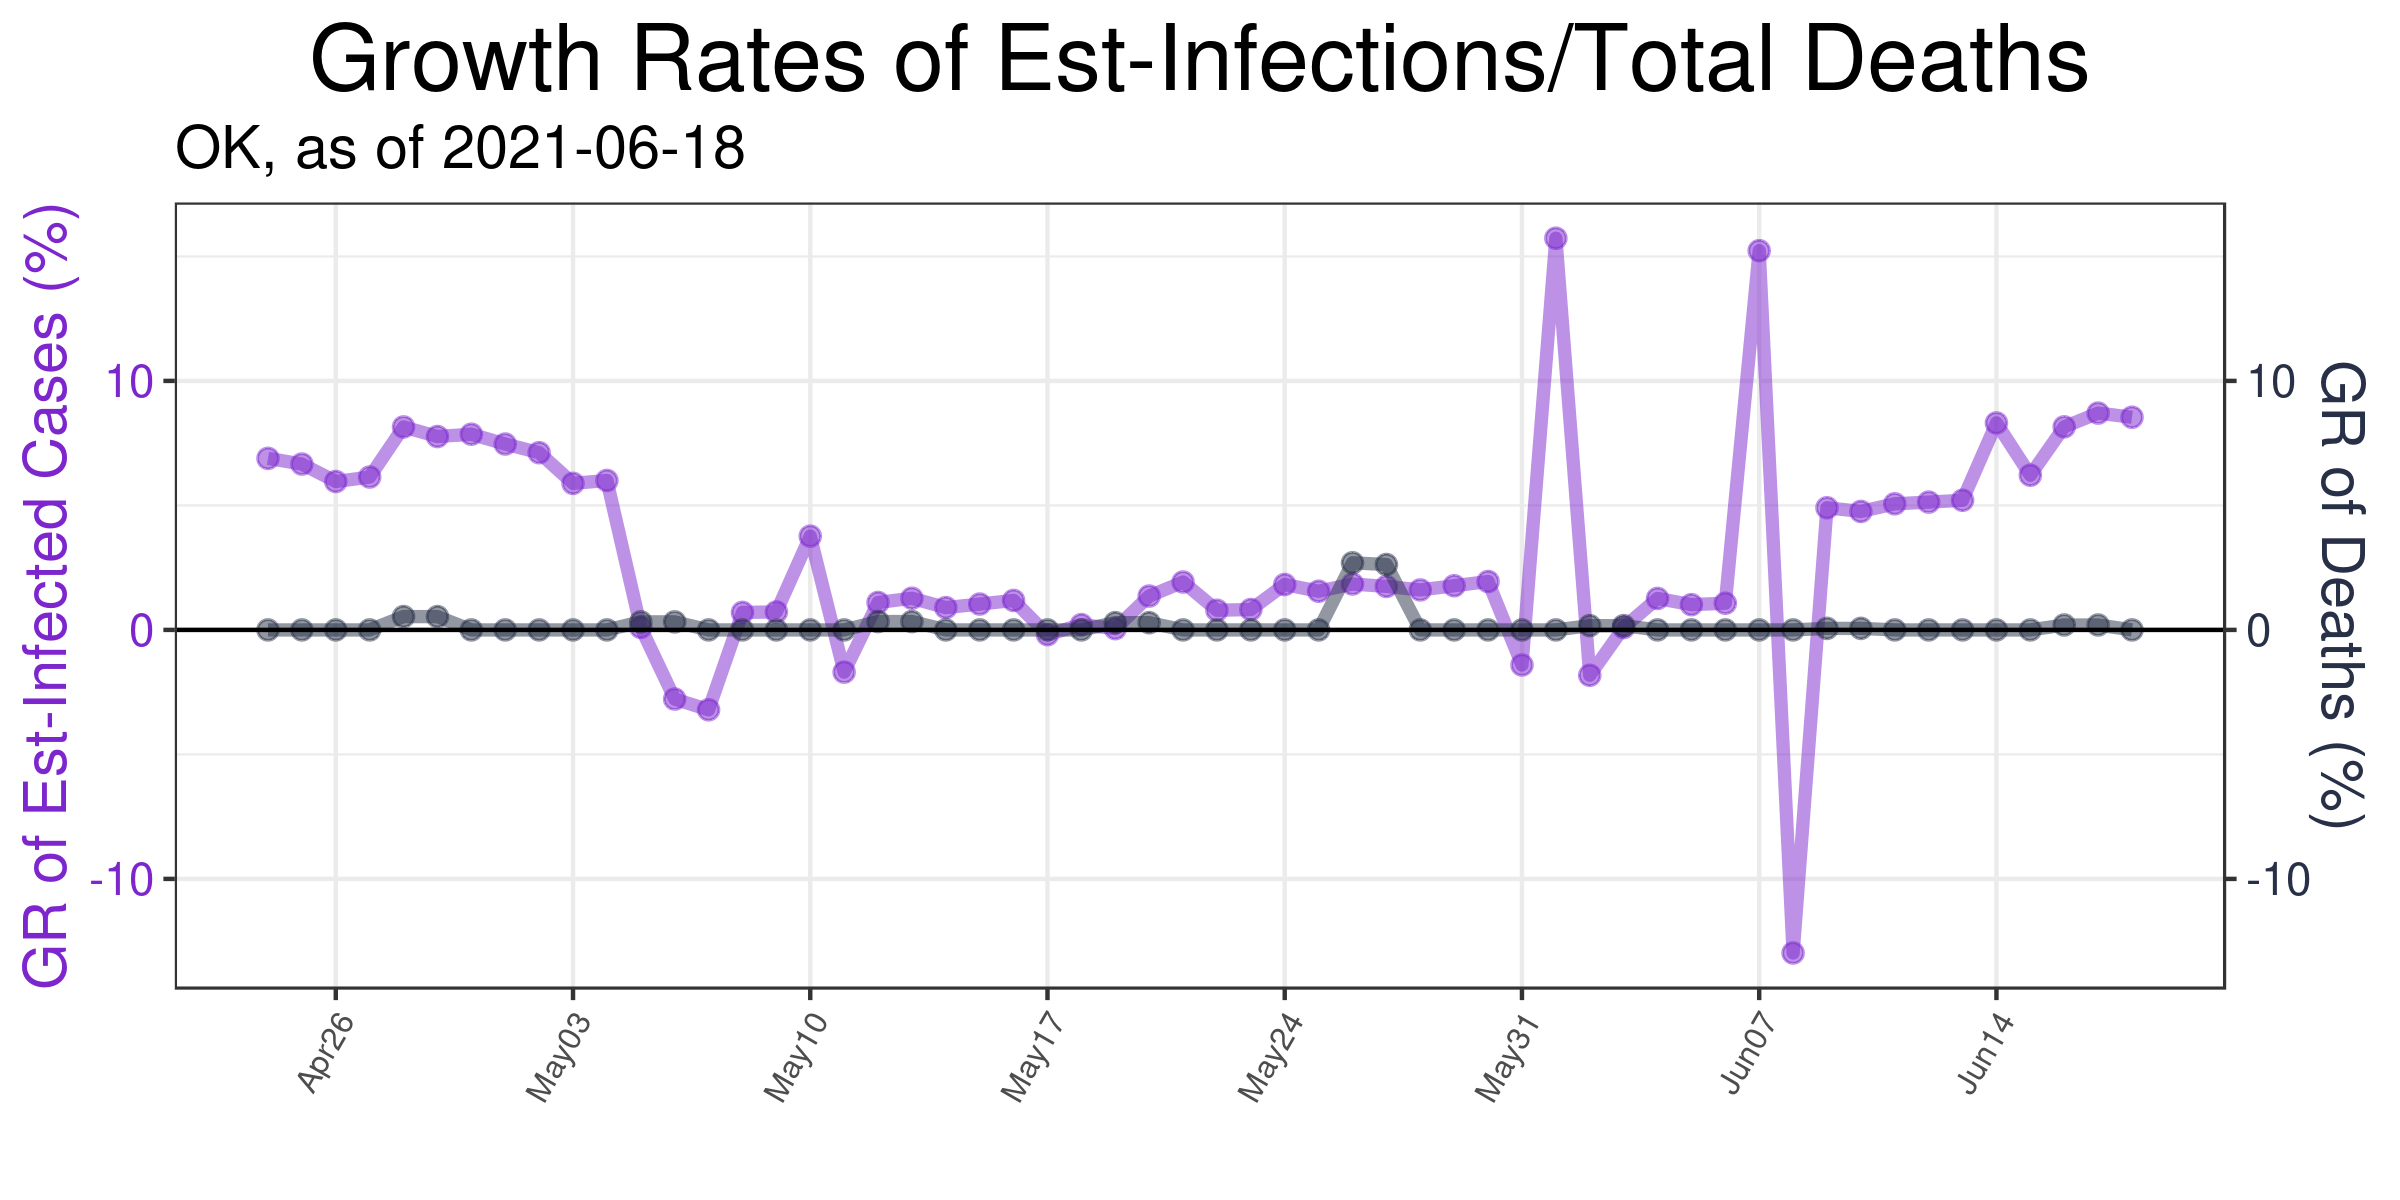 Growth Rates of Est-Infections/Total Deaths
OK, as of 2021-06-18
GR of Est-Infected Cases (%)
10
0
-10
10
0
-10
GR of Deaths (%)
Apr26
May03
May10
May17
May24
May31
Jun07
Jun14